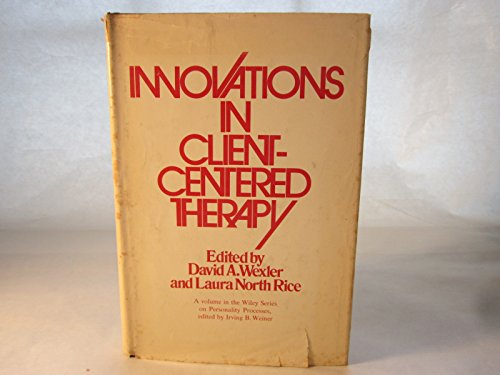 INNOVATIONS
IN
CLIENT-
CENTERED
THERAPY
Edited by
David A. Wexler
and Laura North Rice
A volume in the Wiley Series
on Personality Processes,
edited by Irving B. Weiner